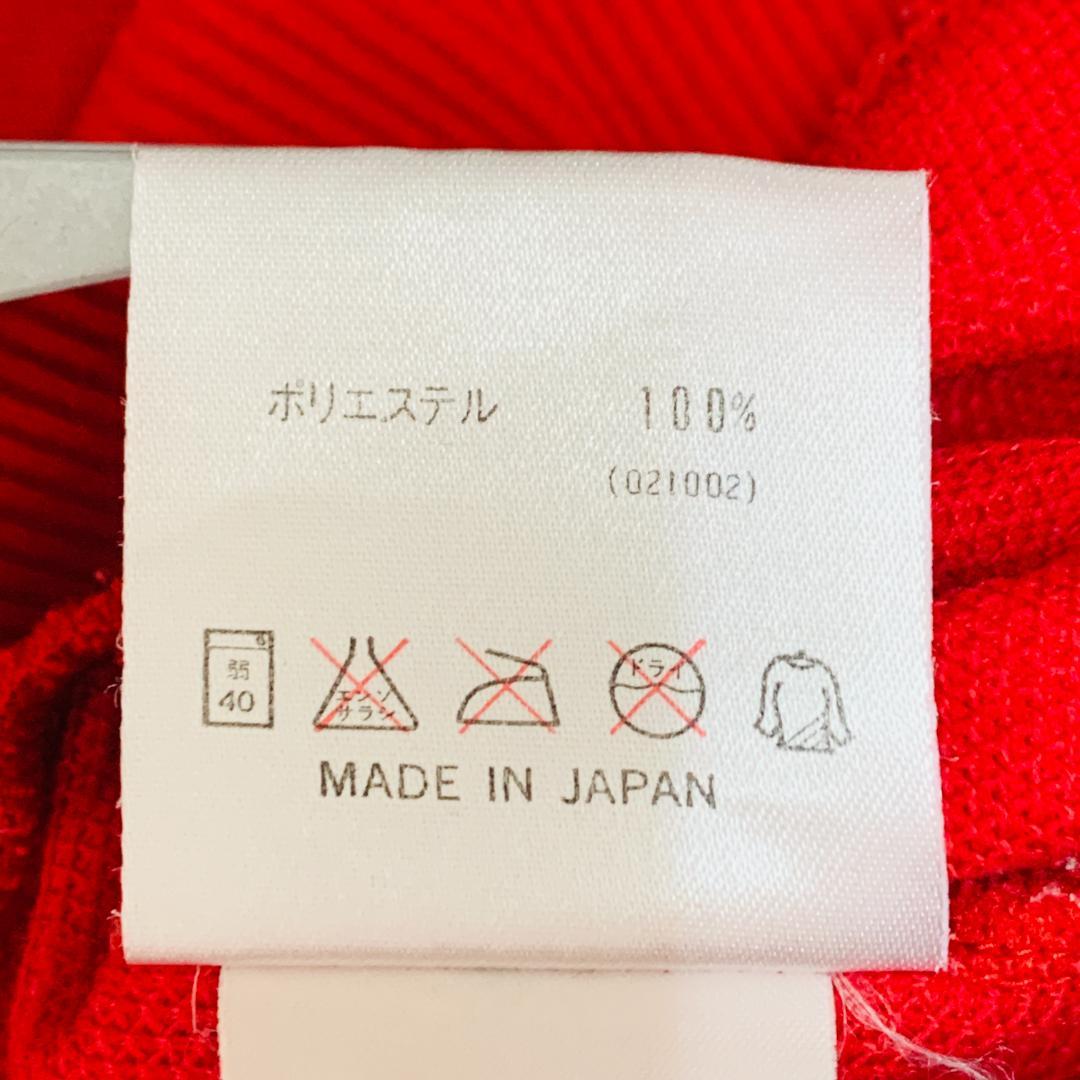 ポリエステル 100%
(021002)
弱
40
エンソ
サラシ
ドライ
MADE IN JAPAN